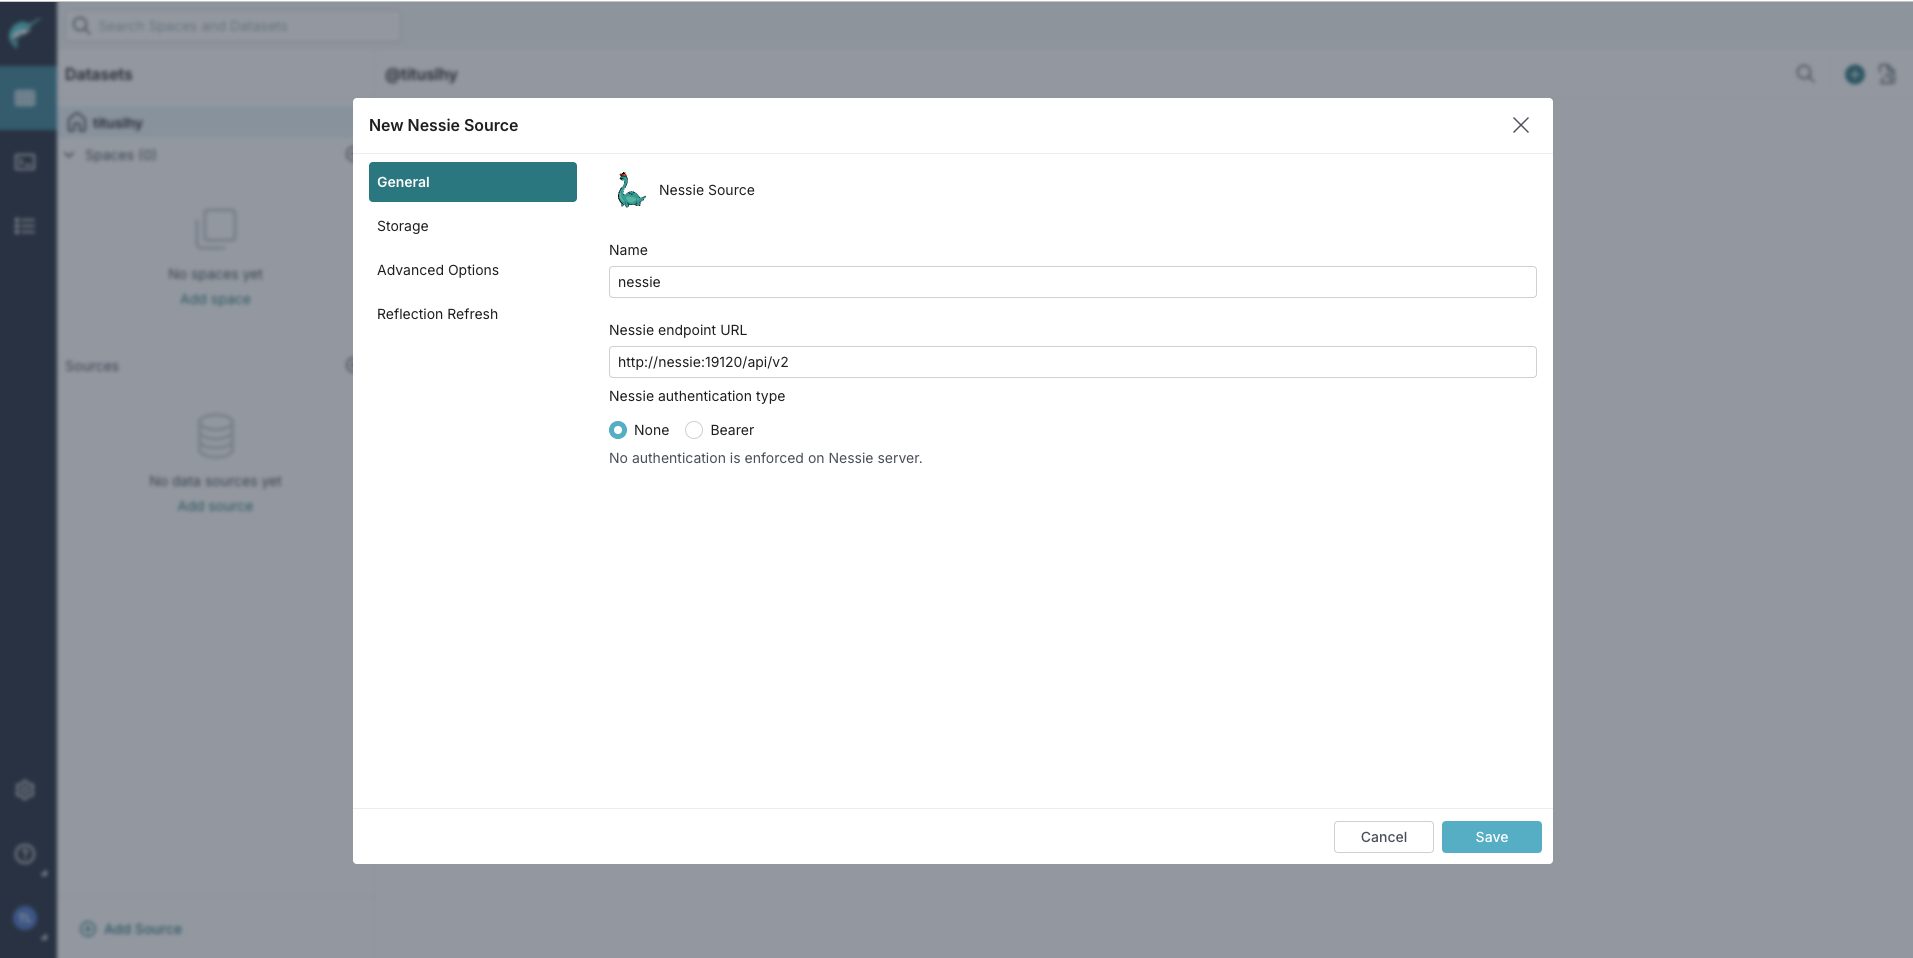 Search Spaces and Datasets
Datasets
@tituslhy
tituslhy
Spaces (0)
No spaces yet
Add space
Sources
No data sources yet
Add source
Add Source
New Nessie Source
General
Storage
Advanced Options
Reflection Refresh
Nessie Source
Name
nessie
Nessie endpoint URL
http://nessie:19120/api/v2
Nessie authentication type
None Bearer
No authentication is enforced on Nessie server.
Cancel Save